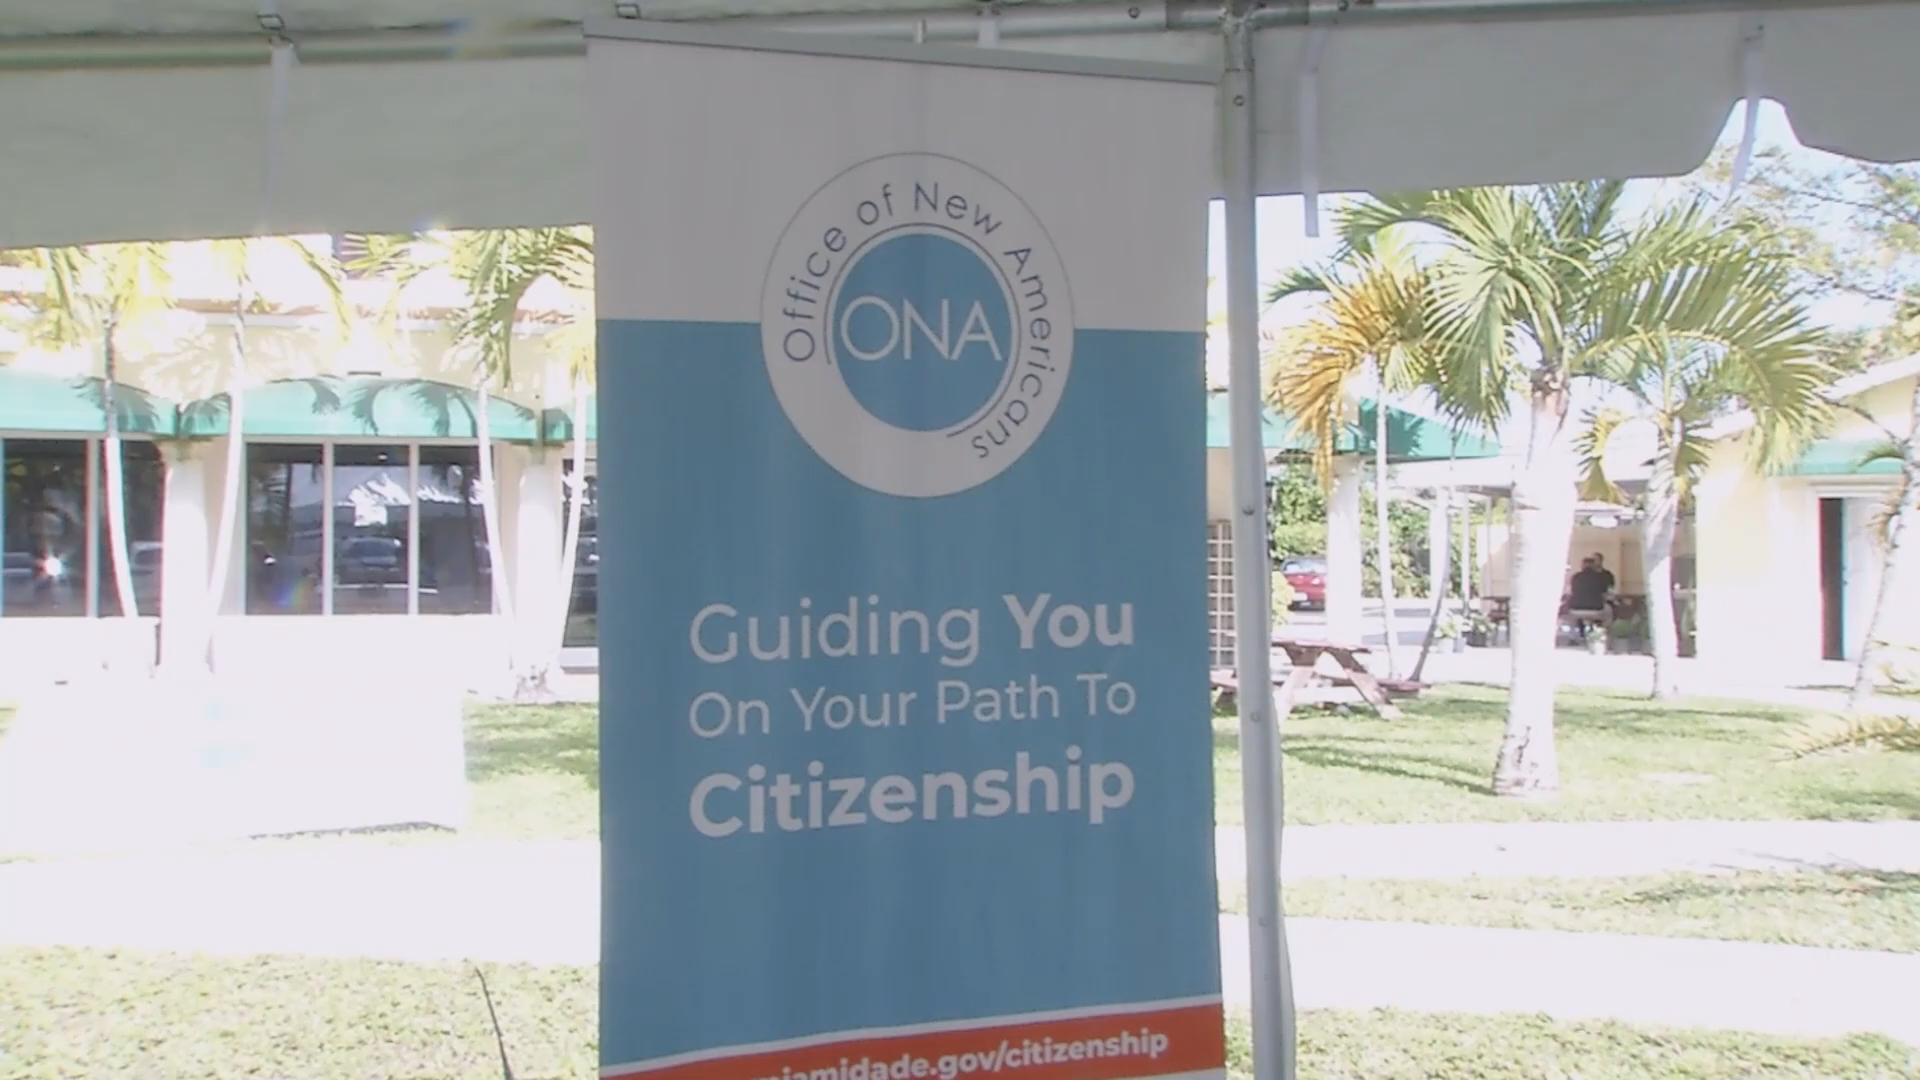 Office of New Americans
ONA
Guiding You
On Your Path To
Citizenship
miamidade.gov/citizenship